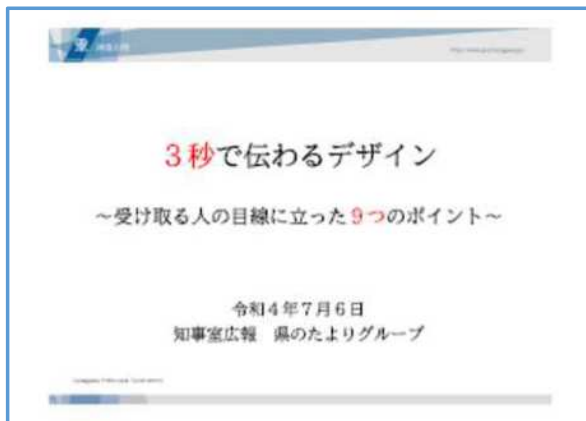 ３秒で伝わるデザイン
～受け取る人の目線に立った９つのポイント～
令和４年７月６日
知事室広報　県のたよりグループ